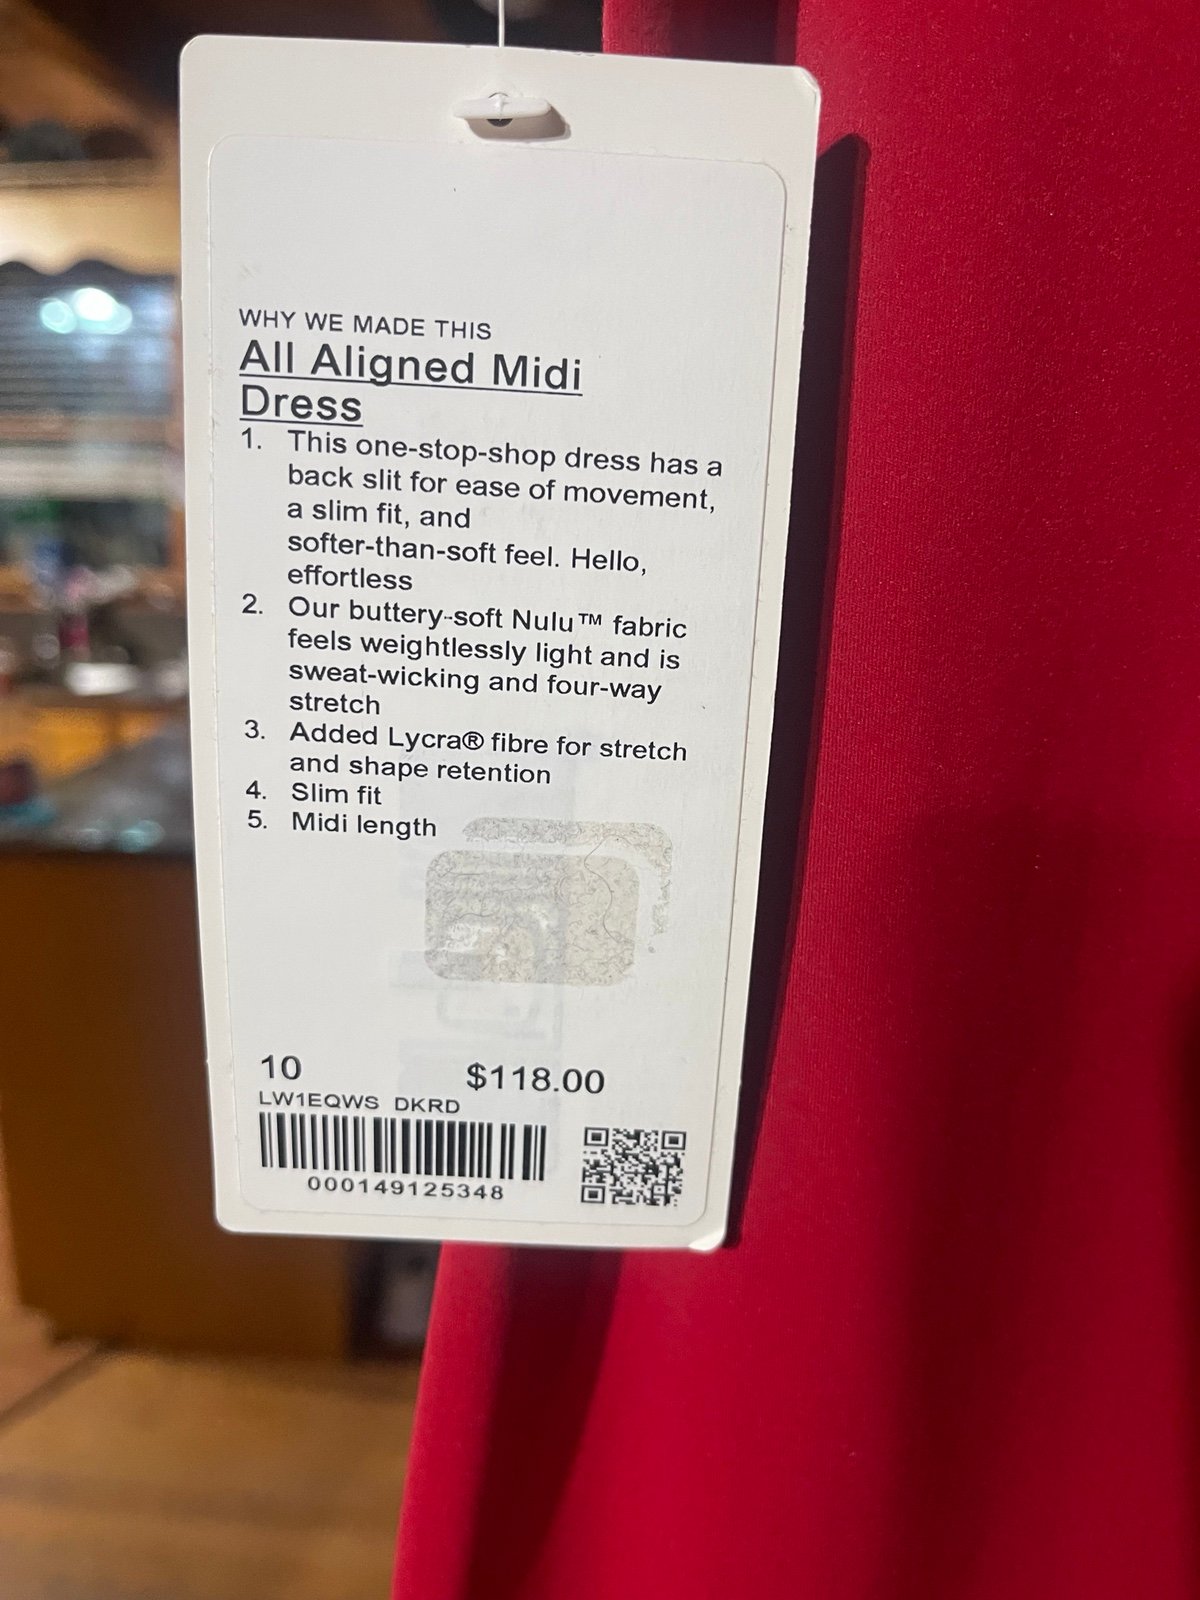 WHY WE MADE THIS
All Aligned Midi
Dress
1. This one-stop-shop dress has a
back slit for ease of movement,
a slim fit, and
softer-than-soft feel. Hello,
effortless
2. Our buttery-soft Nulu™ fabric
feels weightlessly light and is
sweat-wicking and four-way
stretch
3. Added Lycra® fibre for stretch
and shape retention
4. Slim fit
5. Midi length
10 $118.00
LW1EQWS DKRD
000149125348